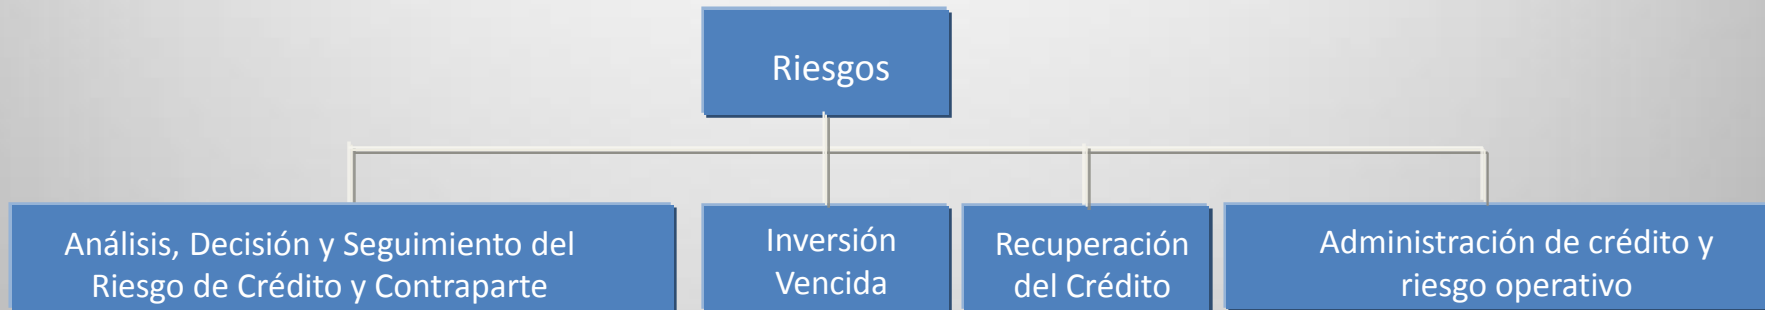 Riesgos
Análisis, Decisión y Seguimiento del
Riesgo de Crédito y Contraparte
Inversión
Vencida
Recuperación
del Crédito
Administración de crédito y
riesgo operativo